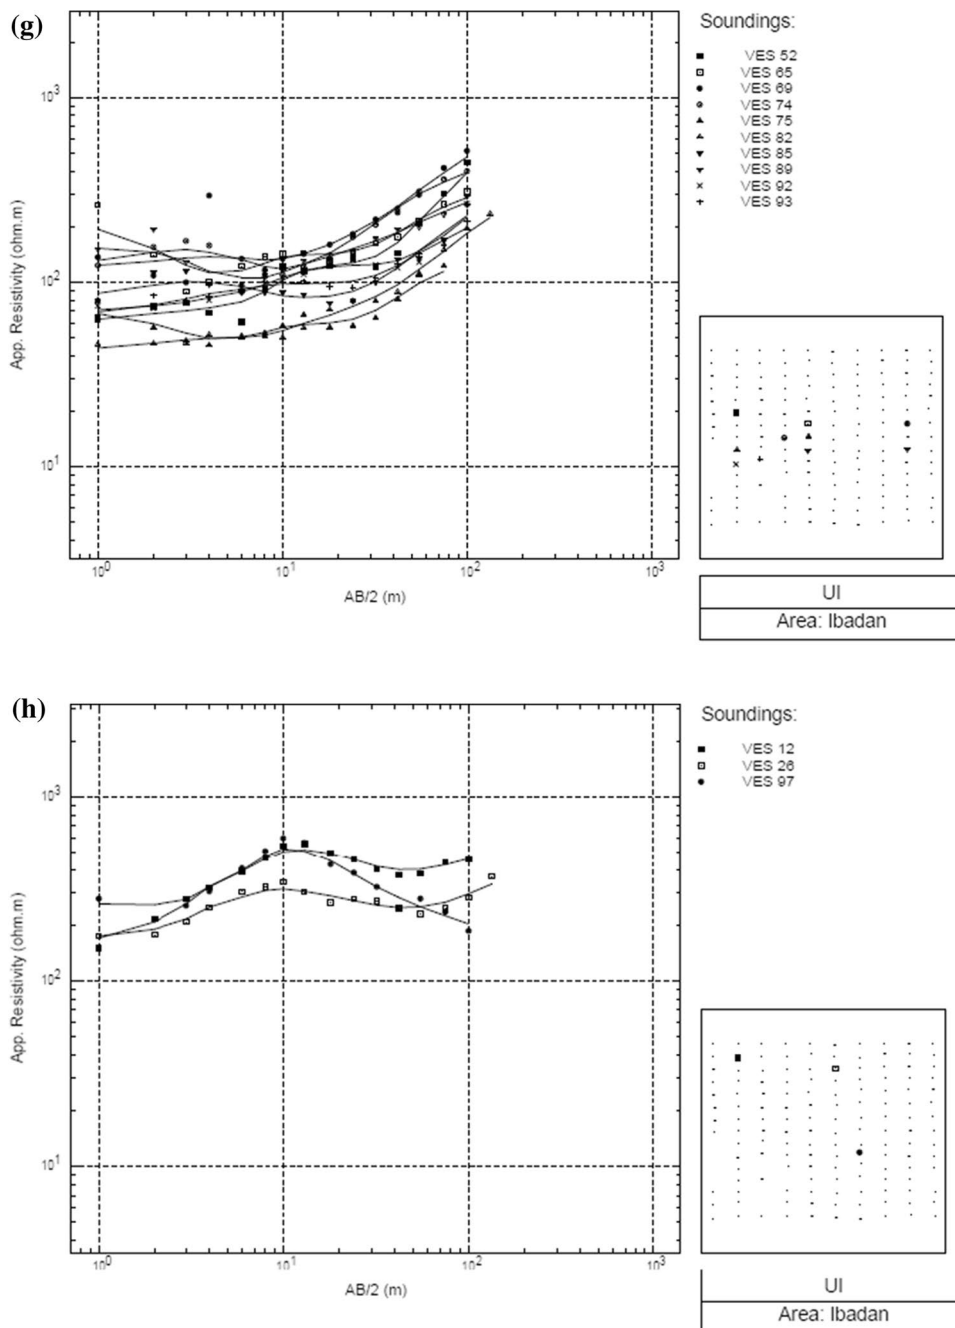 (g)
Soundings:
VES 52
VES 65
VES 69
VES 74
VES 75
VES 82
VES 85
VES 89
VES 92
VES 93
10³
10²
10¹
App. Resistivity (ohm.m)
10⁰ 10¹ 10² 10³
AB/2 (m)
UI
Area: Ibadan
(h)
Soundings:
VES 12
VES 26
VES 97
10³
10²
10¹
App. Resistivity (ohm.m)
10⁰ 10¹ 10² 10³
AB/2 (m)
UI
Area: Ibadan